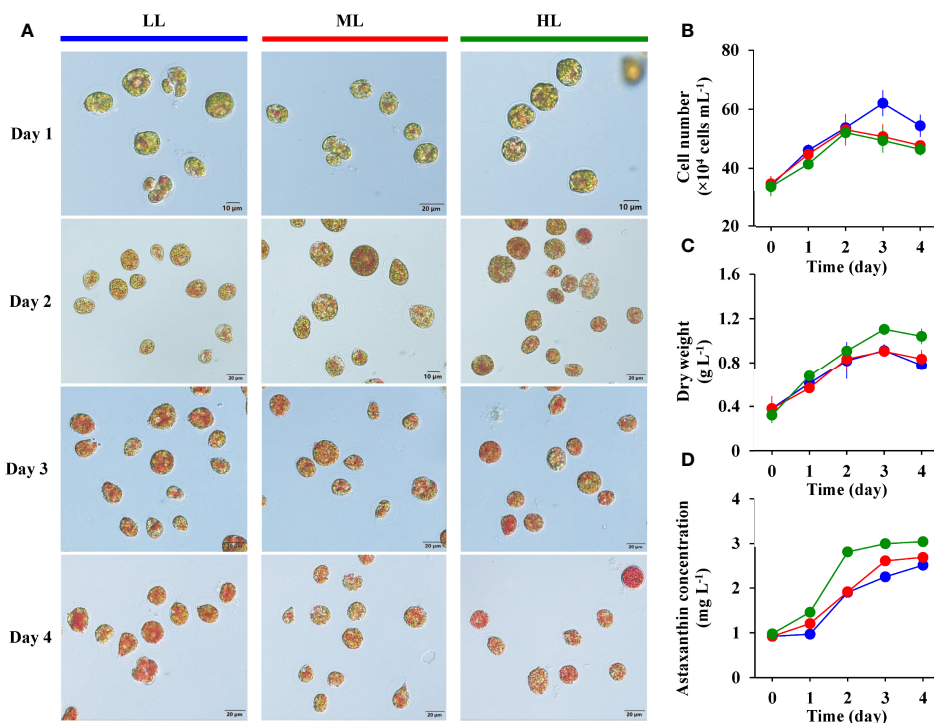 A
LL
ML
HL
Day 1
10 μm
20 μm
10 μm
Day 2
20 μm
10 μm
20 μm
Day 3
20 μm
20 μm
20 μm
Day 4
20 μm
20 μm
20 μm
B
Cell number
(×10⁴ cells mL⁻¹)
80
60
40
20
0 1 2 3 4
Time (day)
C
Dry weight
(g L⁻¹)
1.6
1.2
0.8
0.4
0
0 1 2 3 4
Time (day)
D
Astaxanthin concentration
(mg L⁻¹)
4
3
2
1
0
0 1 2 3 4
Time (day)